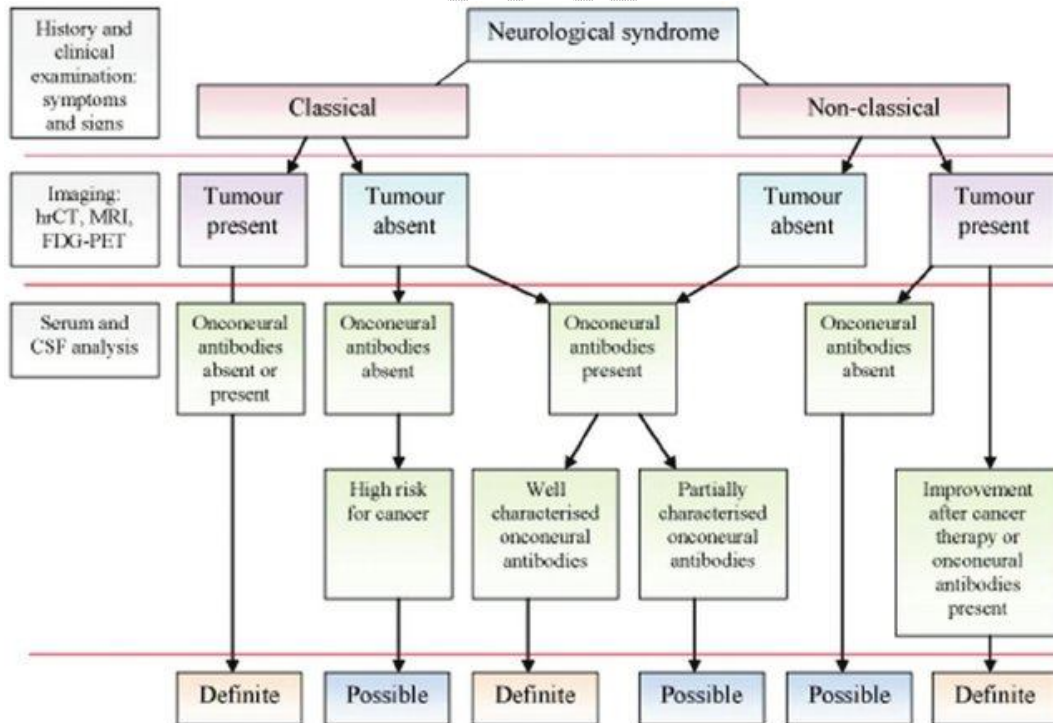 History and
clinical
examination:
symptoms
and signs
Neurological syndrome
Classical
Non-classical
Imaging:
hrCT, MRI,
FDG-PET
Tumour
present
Tumour
absent
Tumour
absent
Tumour
present
Serum and
CSF analysis
Onconeural
antibodies
absent or
present
Onconeural
antibodies
absent
Onconeural
antibodies
present
Onconeural
antibodies
absent
High risk
for cancer
Well
characterised
onconeural
antibodies
Partially
characterised
onconeural
antibodies
Improvement
after cancer
therapy or
onconeural
antibodies
present
Definite
Possible
Definite
Possible
Possible
Definite